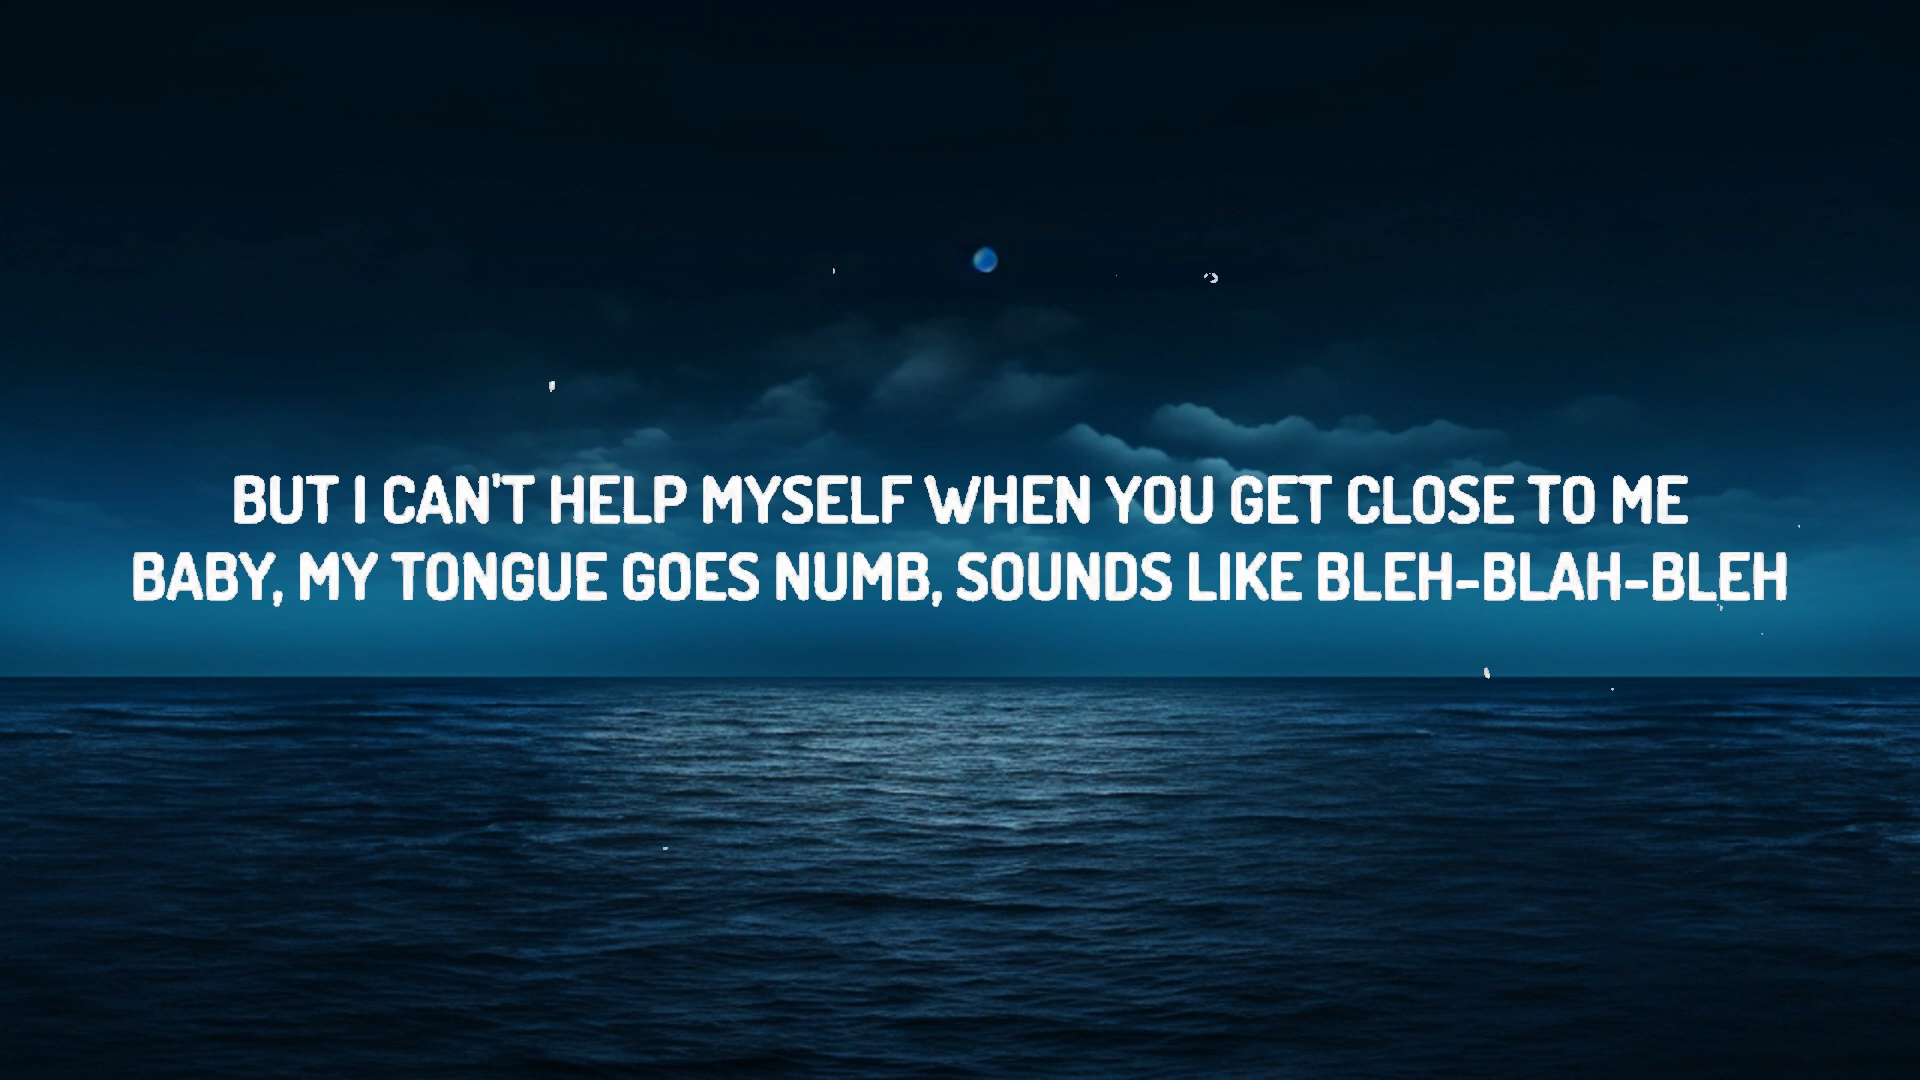 BUT I CAN'T HELP MYSELF WHEN YOU GET CLOSE TO ME
BABY, MY TONGUE GOES NUMB, SOUNDS LIKE BLEH-BLAH-BLEH